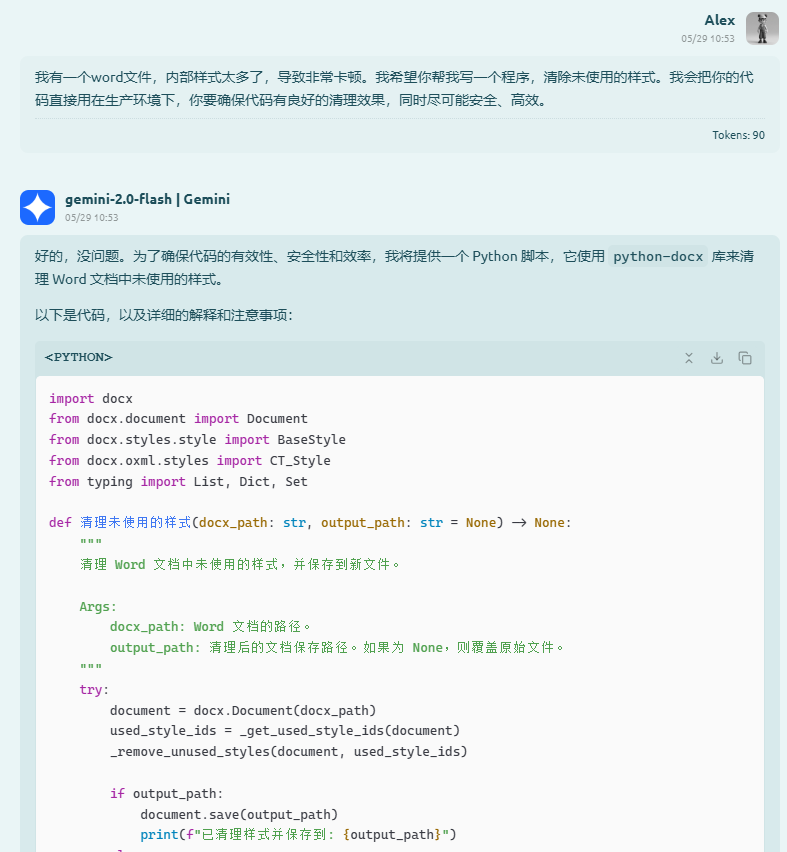 Alex
05/29 10:53
我有一个word文件，内部样式太多了，导致非常卡顿。我希望你帮我写一个程序，清除未使用的样式。我会把你的代
码直接用在生产环境下，你要确保代码有良好的清理效果，同时尽可能安全、高效。
Tokens: 90
gemini-2.0-flash | Gemini
05/29 10:53
好的，没问题。为了确保代码的有效性、安全性和效率，我将提供一个 Python 脚本，它使用 python-docx 库来清
理 Word 文档中未使用的样式。
以下是代码，以及详细的解释和注意事项：
<PYTHON>
import docx
from docx.document import Document
from docx.styles.style import BaseStyle
from docx.oxml.styles import CT_Style
from typing import List, Dict, Set
def 清理未使用的样式(docx_path: str, output_path: str = None) -> None:
"""
清理 Word 文档中未使用的样式，并保存到新文件。
Args:
docx_path: Word 文档的路径。
output_path: 清理后的文档保存路径。如果为 None，则覆盖原始文件。
"""
try:
document = docx.Document(docx_path)
used_style_ids = _get_used_style_ids(document)
_remove_unused_styles(document, used_style_ids)
if output_path:
document.save(output_path)
print(f"已清理样式并保存到: {output_path}")